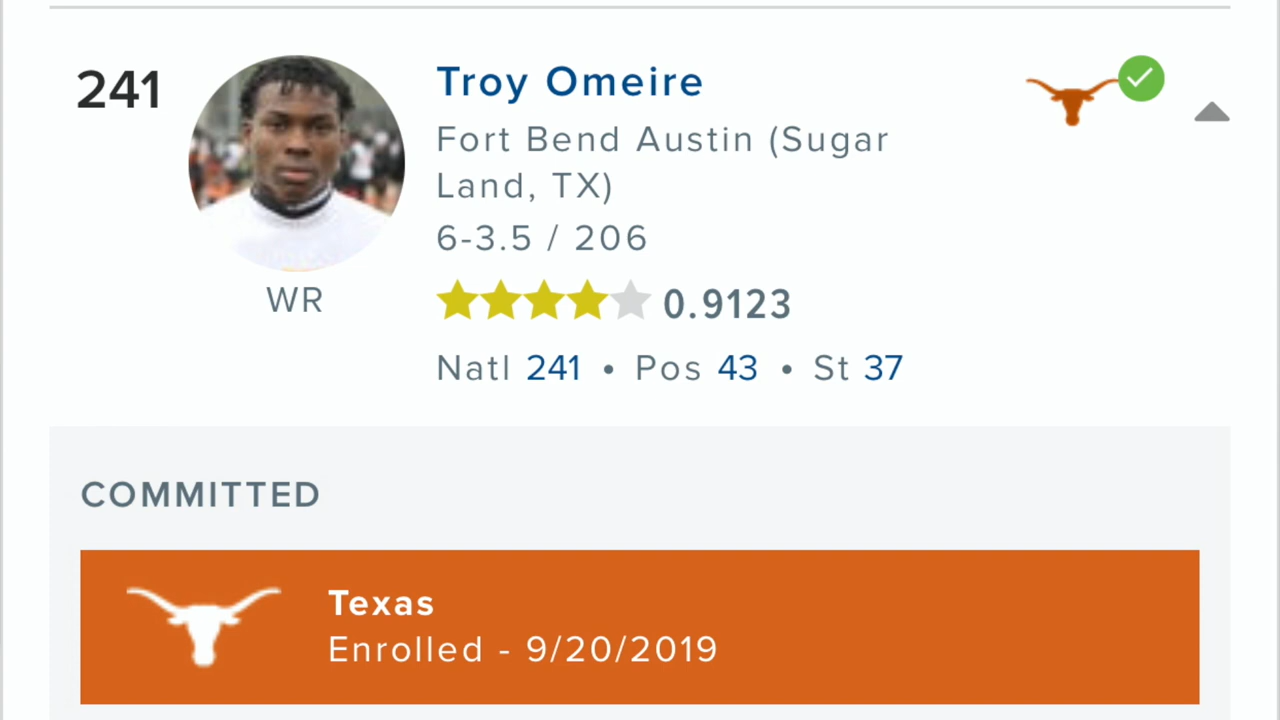 241
Troy Omeire
Fort Bend Austin (Sugar
Land, TX)
6-3.5 / 206
WR
0.9123
Natl 241 • Pos 43 • St 37
COMMITTED
Texas
Enrolled - 9/20/2019